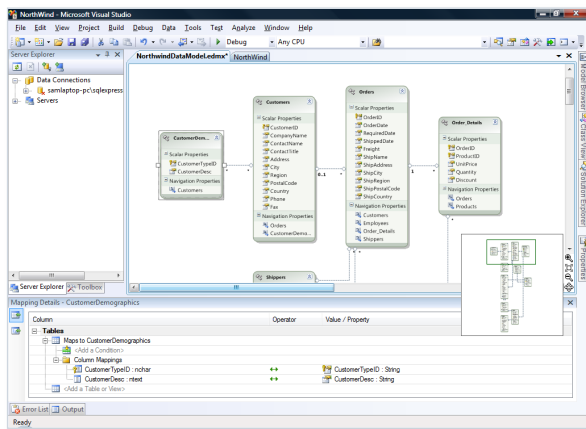 NorthWind - Microsoft Visual Studio
File Edit View Project Build Debug Data Tools Test Analyze Window Help
Debug Any CPU
Server Explorer
NorthwindDataModel.edmx* NorthWind
Data Connections
samlaptop-pc\sqlexpress
Servers
CustomerDem...
Scalar Properties
CustomerTypeID
CustomerDesc
Navigation Properties
Customers
Customers
Scalar Properties
CustomerID
CompanyName
ContactName
ContactTitle
Address
City
Region
PostalCode
Country
Phone
Fax
Navigation Properties
Orders
CustomerDemo...
Orders
Scalar Properties
OrderID
OrderDate
RequiredDate
ShippedDate
Freight
ShipName
ShipAddress
ShipCity
ShipRegion
ShipPostalCode
ShipCountry
Navigation Properties
Customers
Employees
Order_Details
Shippers
Order_Details
Scalar Properties
OrderID
ProductID
UnitPrice
Quantity
Discount
Navigation Properties
Orders
Products
0..1
*
1
*
Shippers
Model Browser
Class View
Solution Explorer
Properties
Server Explorer Toolbox
Mapping Details - CustomerDemographics
Column Operator Value / Property
Tables
Maps to CustomerDemographics
<Add a Condition>
Column Mappings
CustomerTypeID : nchar ↔ CustomerTypeID : String
CustomerDesc : ntext ↔ CustomerDesc : String
<Add a Table or View>
Error List Output
Ready